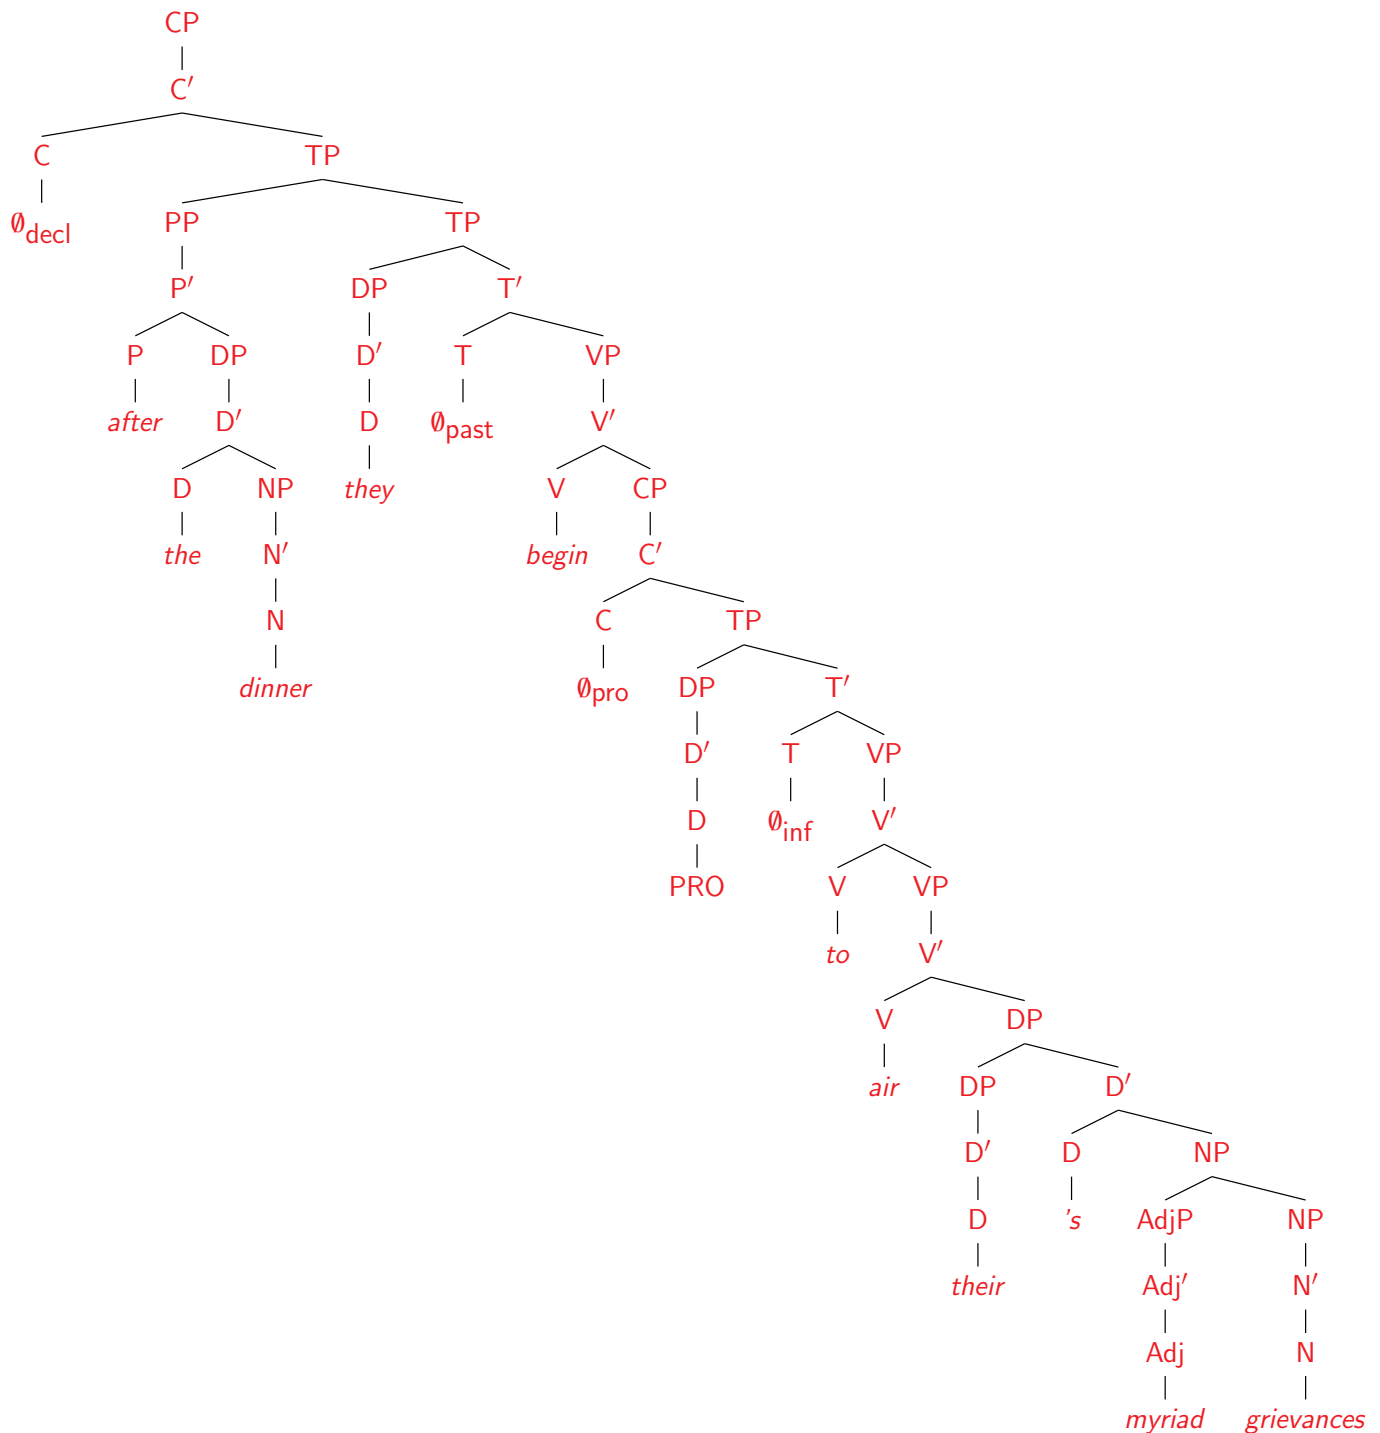 CP
C′
C TP
∅decl PP TP
P′ DP T′
P DP D′ T VP
after D′ D ∅past V′
D NP they V CP
the N′ begin C′
N C TP
dinner ∅pro DP T′
D′ T VP
D ∅inf V′
PRO V VP
to V′
V DP
air DP D′
D′ D NP
D ’s AdjP NP
their Adj′ N′
Adj N
myriad grievances